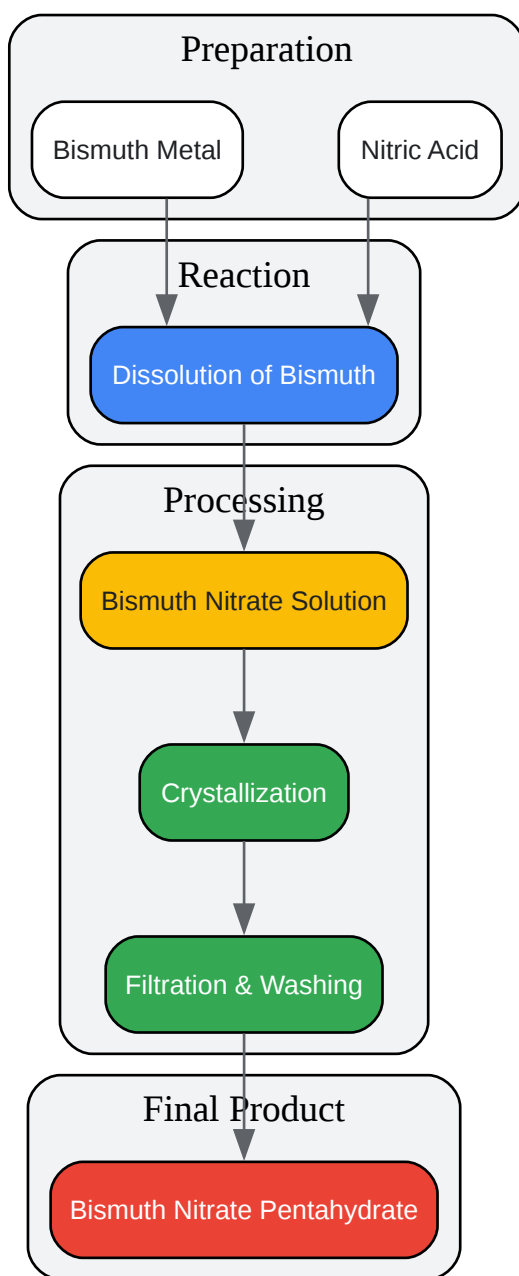 Preparation
Bismuth Metal
Nitric Acid
Reaction
Dissolution of Bismuth
Processing
Bismuth Nitrate Solution
Crystallization
Filtration & Washing
Final Product
Bismuth Nitrate Pentahydrate